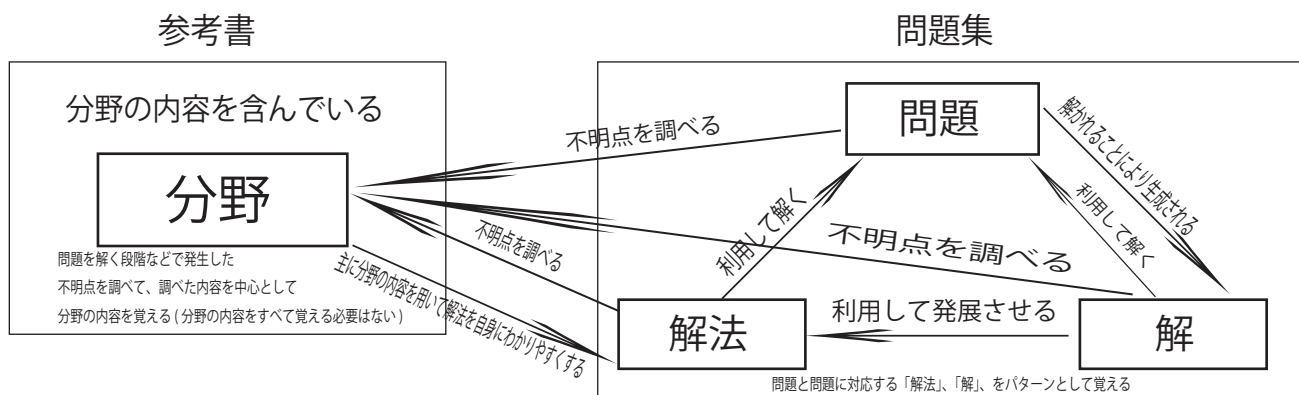 参考書
問題集
分野の内容を含んでいる
分野
問題を解く段階などで発生した
不明点を調べて、調べた内容を中心として
分野の内容を覚える ( 分野の内容をすべて覚える必要はない )
問題
不明点を調べる
解かれることにより生成される
利用して解く
利用して解く
不明点を調べる
不明点を調べる
主に分野の内容を用いて解法を自身にわかりやすくする
利用して発展させる
解法
解
問題と問題に対応する「解法」、「解」、をパターンとして覚える